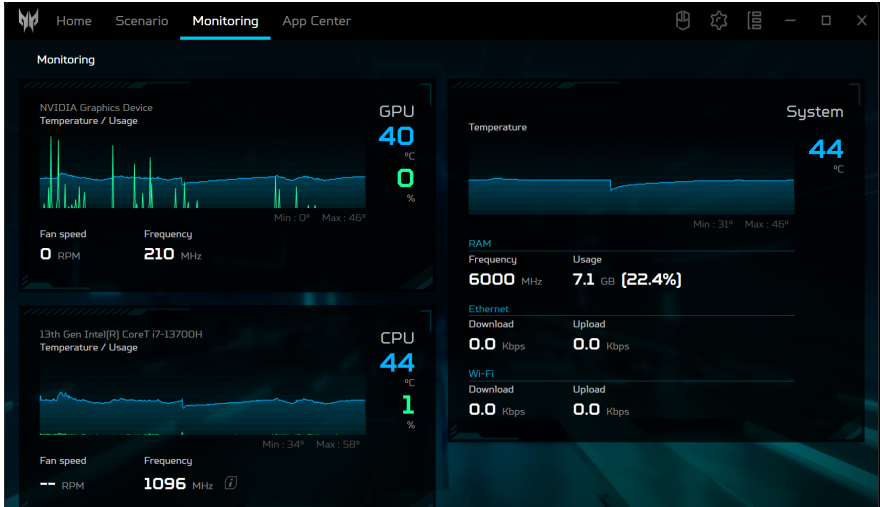 Home Scenario Monitoring App Center
Monitoring
NVIDIA Graphics Device
Temperature / Usage
GPU
40
°C
0
%
Min : 0° Max : 46°
Fan speed Frequency
0 RPM 210 MHz
13th Gen Intel(R) CoreT i7-13700H
Temperature / Usage
CPU
44
°C
1
%
Min : 34° Max : 58°
Fan speed Frequency
-- RPM 1096 MHz i
System
Temperature
44
°C
Min : 31° Max : 46°
RAM
Frequency Usage
6000 MHz 7.1 GB (22.4%)
Ethernet
Download Upload
0.0 Kbps 0.0 Kbps
Wi-Fi
Download Upload
0.0 Kbps 0.0 Kbps